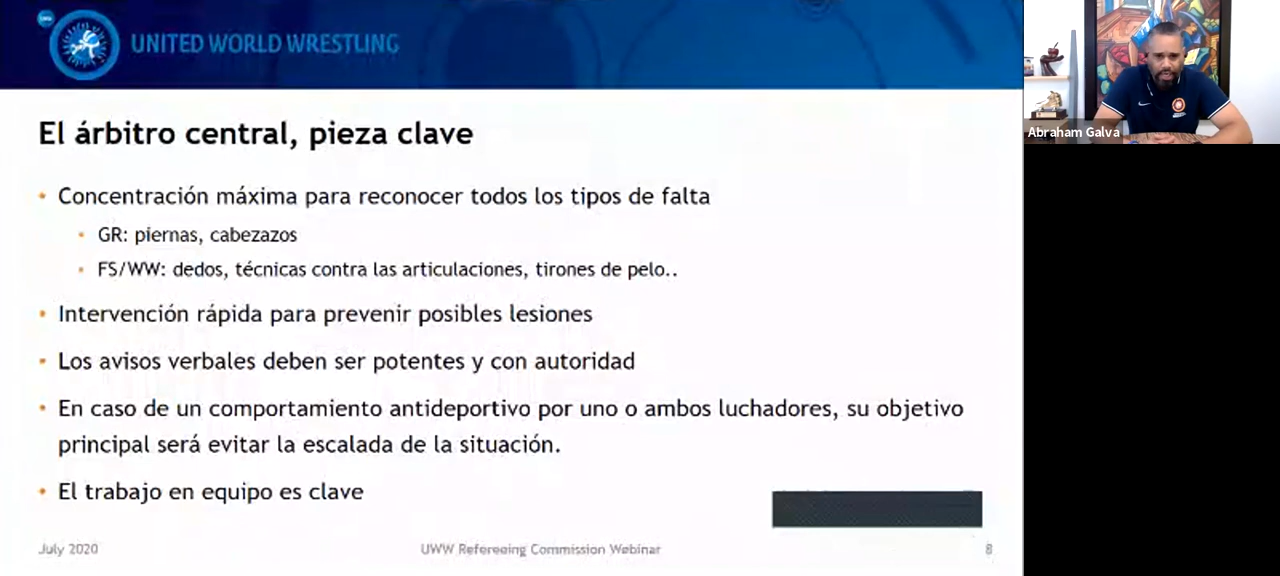 UNITED WORLD WRESTLING
El árbitro central, pieza clave
• Concentración máxima para reconocer todos los tipos de falta
• GR: piernas, cabezazos
• FS/WW: dedos, técnicas contra las articulaciones, tirones de pelo..
• Intervención rápida para prevenir posibles lesiones
• Los avisos verbales deben ser potentes y con autoridad
• En caso de un comportamiento antideportivo por uno o ambos luchadores, su objetivo
principal será evitar la escalada de la situación.
• El trabajo en equipo es clave
July 2020
UWW Refereeing Commission Webinar
8
Abraham Galva